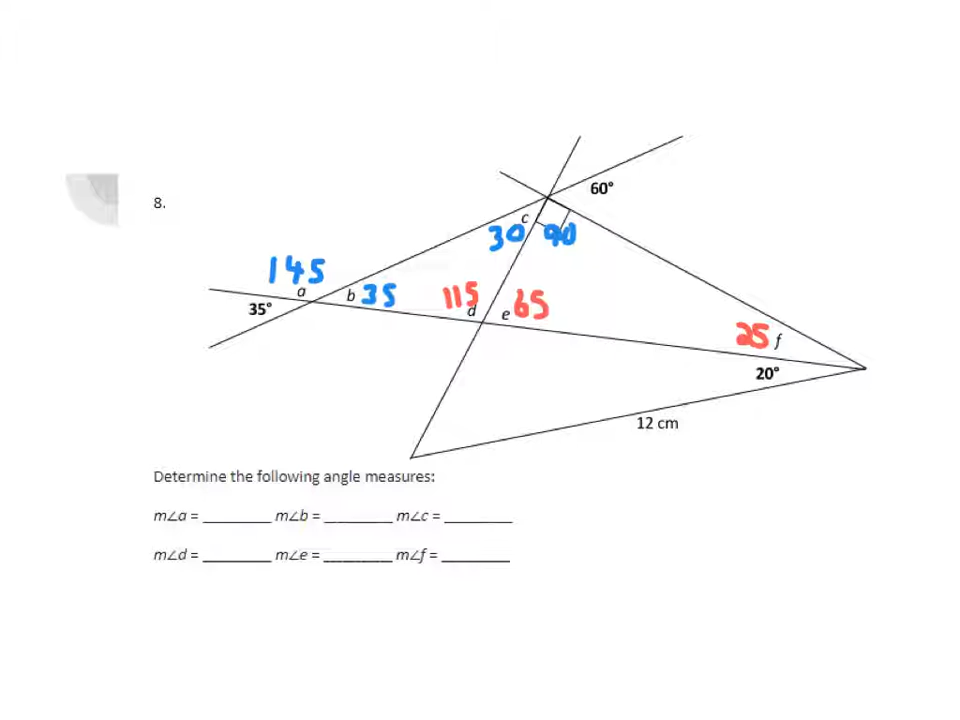 60°
8.
c
30 90
145
a
b 35
115
65
35°
d
e
25 f
20°
12 cm
Determine the following angle measures:
m∠a = ________ m∠b = ________ m∠c = ________
m∠d = ________ m∠e = ________ m∠f = ________